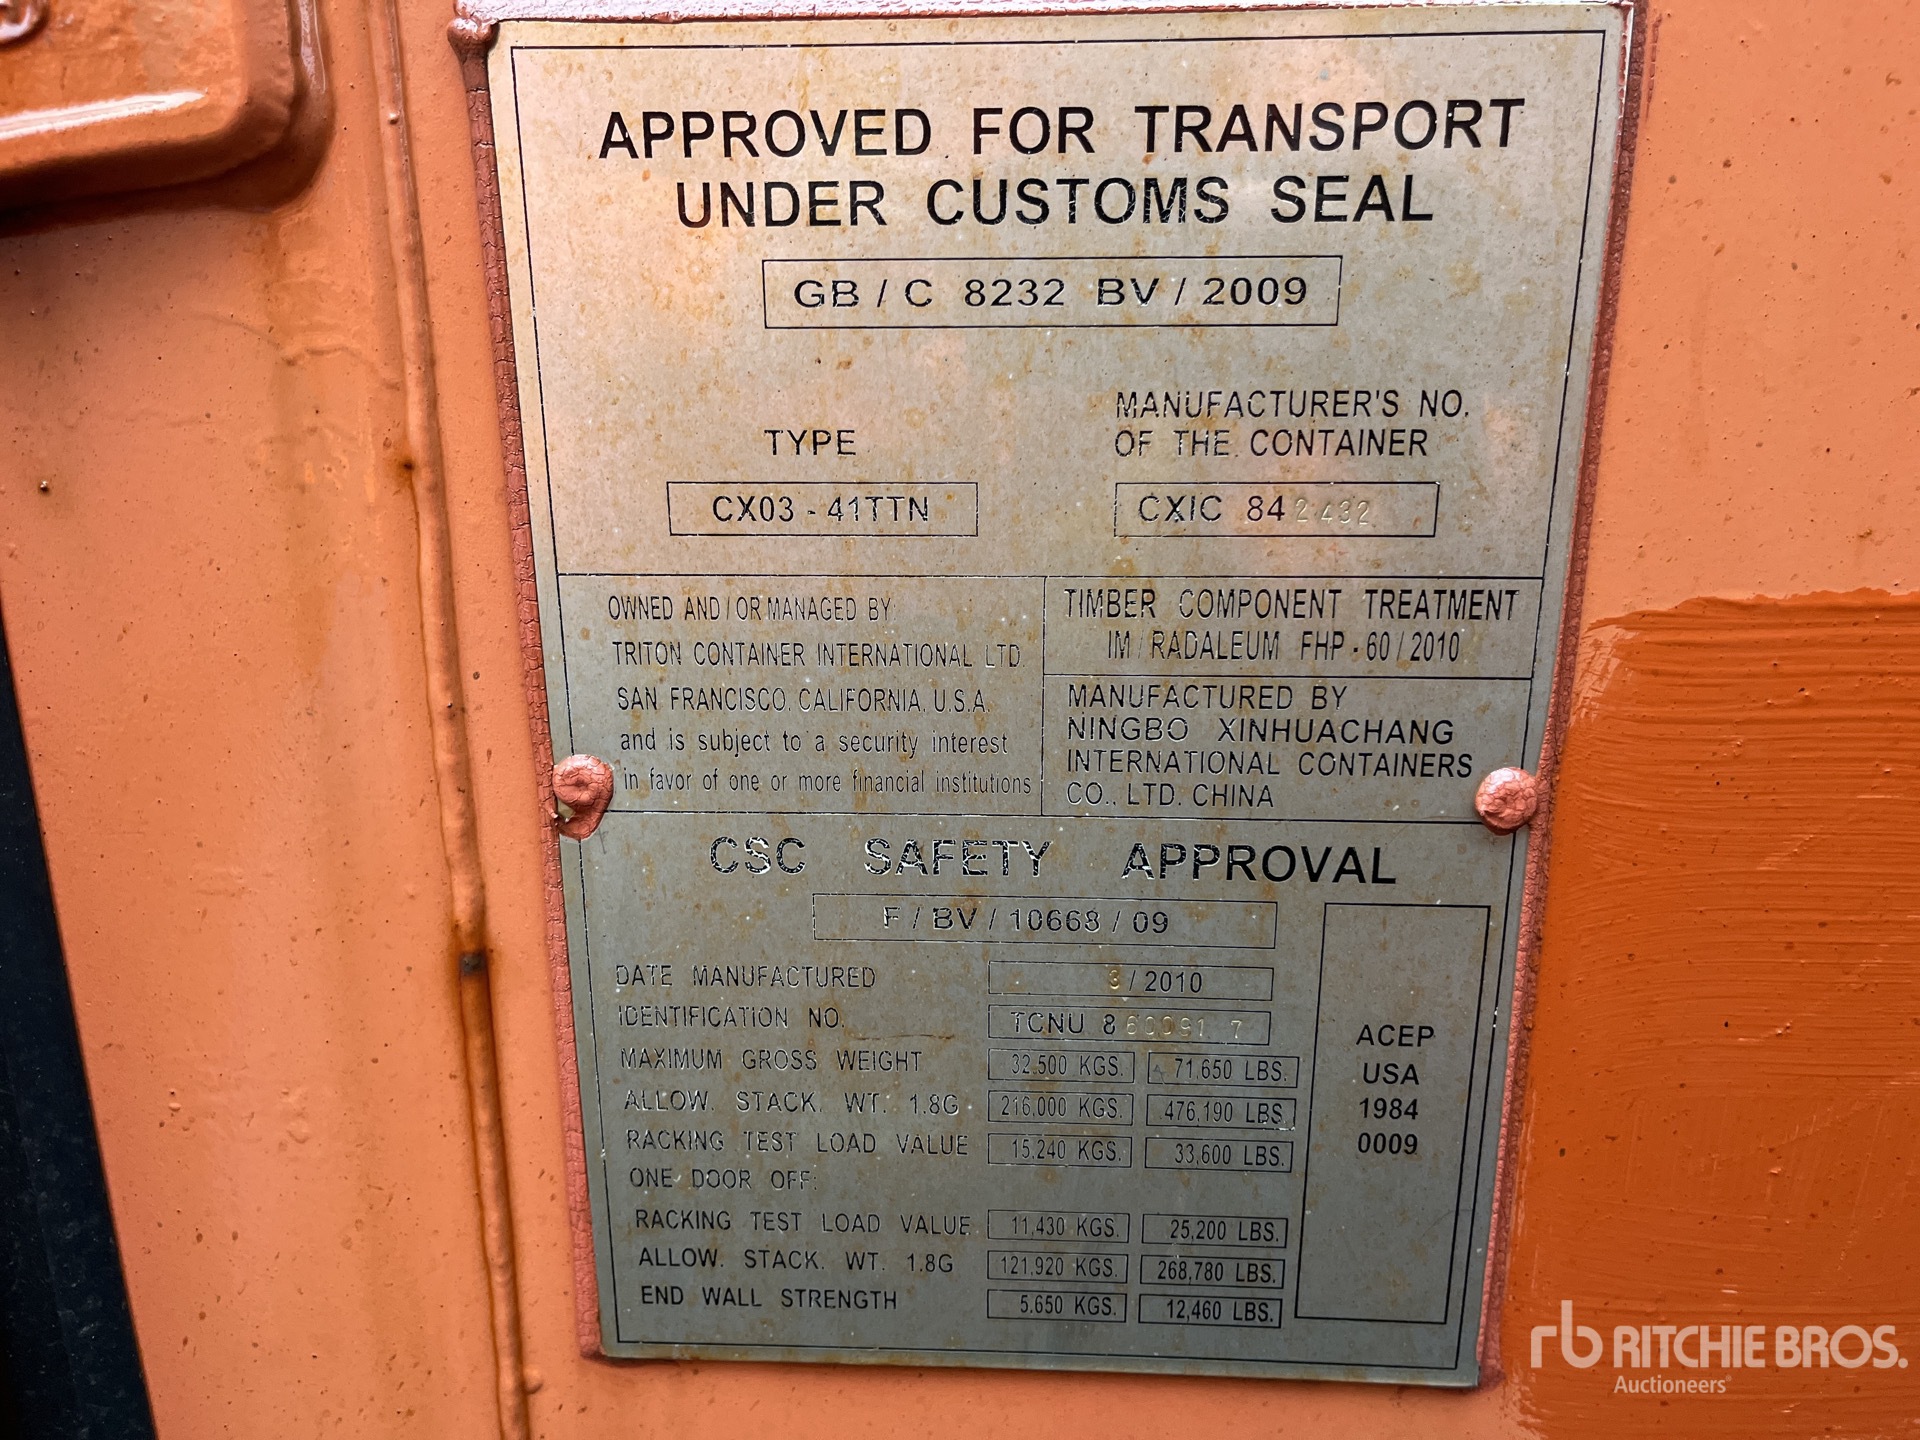 APPROVED FOR TRANSPORT
UNDER CUSTOMS SEAL
GB / C 8232 BV / 2009
TYPE
CX03 - 41TTN
MANUFACTURER'S NO.
OF THE CONTAINER
CXIC 842432
OWNED AND / OR MANAGED BY:
TRITON CONTAINER INTERNATIONAL LTD.
SAN FRANCISCO, CALIFORNIA, U.S.A.
and is subject to a security interest
in favor of one or more financial institutions
TIMBER COMPONENT TREATMENT
IM / RADALEUM FHP - 60 / 2010
MANUFACTURED BY
NINGBO XINHUACHANG
INTERNATIONAL CONTAINERS
CO., LTD. CHINA
CSC SAFETY APPROVAL
F / BV / 10668 / 09
DATE MANUFACTURED 3 / 2010
IDENTIFICATION NO. TCNU 860091 7
MAXIMUM GROSS WEIGHT 32,500 KGS. 71,650 LBS.
ALLOW. STACK. WT. 1.8G 216,000 KGS. 476,190 LBS.
RACKING TEST LOAD VALUE 15,240 KGS. 33,600 LBS.
ONE DOOR OFF:
RACKING TEST LOAD VALUE 11,430 KGS. 25,200 LBS.
ALLOW. STACK. WT. 1.8G 121,920 KGS. 268,780 LBS.
END WALL STRENGTH 5,650 KGS. 12,460 LBS.
ACEP
USA
1984
0009
rb RITCHIE BROS.
Auctioneers